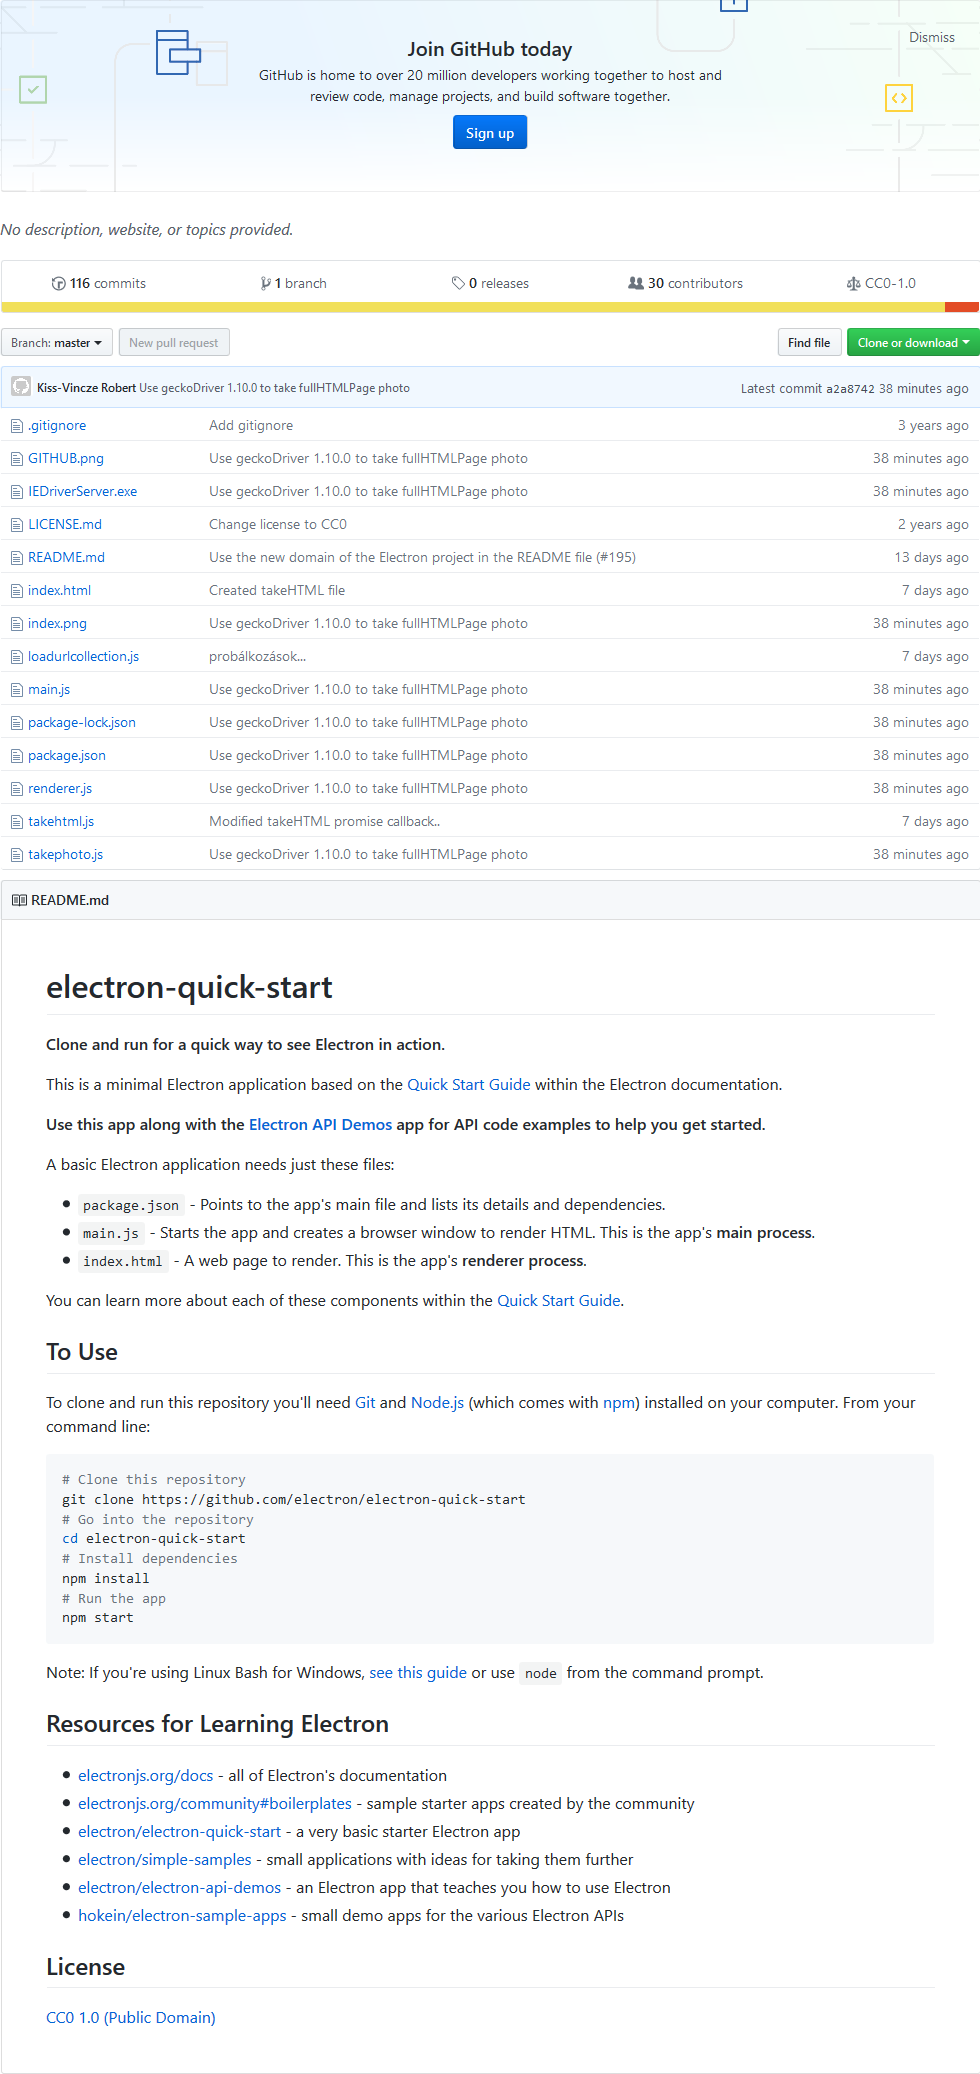 Join GitHub today
Dismiss
GitHub is home to over 20 million developers working together to host and
review code, manage projects, and build software together.
Sign up
No description, website, or topics provided.
116 commits 1 branch 0 releases 30 contributors CC0-1.0
Branch: master New pull request Find file Clone or download
Kiss-Vincze Robert Use geckoDriver 1.10.0 to take fullHTMLPage photo Latest commit a2a8742 38 minutes ago
.gitignore Add gitignore 3 years ago
GITHUB.png Use geckoDriver 1.10.0 to take fullHTMLPage photo 38 minutes ago
IEDriverServer.exe Use geckoDriver 1.10.0 to take fullHTMLPage photo 38 minutes ago
LICENSE.md Change license to CC0 2 years ago
README.md Use the new domain of the Electron project in the README file (#195) 13 days ago
index.html Created takeHTML file 7 days ago
index.png Use geckoDriver 1.10.0 to take fullHTMLPage photo 38 minutes ago
loadurlcollection.js probálkozások... 7 days ago
main.js Use geckoDriver 1.10.0 to take fullHTMLPage photo 38 minutes ago
package-lock.json Use geckoDriver 1.10.0 to take fullHTMLPage photo 38 minutes ago
package.json Use geckoDriver 1.10.0 to take fullHTMLPage photo 38 minutes ago
renderer.js Use geckoDriver 1.10.0 to take fullHTMLPage photo 38 minutes ago
takehtml.js Modified takeHTML promise callback.. 7 days ago
takephoto.js Use geckoDriver 1.10.0 to take fullHTMLPage photo 38 minutes ago
README.md
electron-quick-start
Clone and run for a quick way to see Electron in action.
This is a minimal Electron application based on the Quick Start Guide within the Electron documentation.
Use this app along with the Electron API Demos app for API code examples to help you get started.
A basic Electron application needs just these files:
• package.json - Points to the app's main file and lists its details and dependencies.
• main.js - Starts the app and creates a browser window to render HTML. This is the app's main process.
• index.html - A web page to render. This is the app's renderer process.
You can learn more about each of these components within the Quick Start Guide.
To Use
To clone and run this repository you'll need Git and Node.js (which comes with npm) installed on your computer. From your
command line:
# Clone this repository
git clone https://github.com/electron/electron-quick-start
# Go into the repository
cd electron-quick-start
# Install dependencies
npm install
# Run the app
npm start
Note: If you're using Linux Bash for Windows, see this guide or use node from the command prompt.
Resources for Learning Electron
• electronjs.org/docs - all of Electron's documentation
• electronjs.org/community#boilerplates - sample starter apps created by the community
• electron/electron-quick-start - a very basic starter Electron app
• electron/simple-samples - small applications with ideas for taking them further
• electron/electron-api-demos - an Electron app that teaches you how to use Electron
• hokein/electron-sample-apps - small demo apps for the various Electron APIs
License
CC0 1.0 (Public Domain)